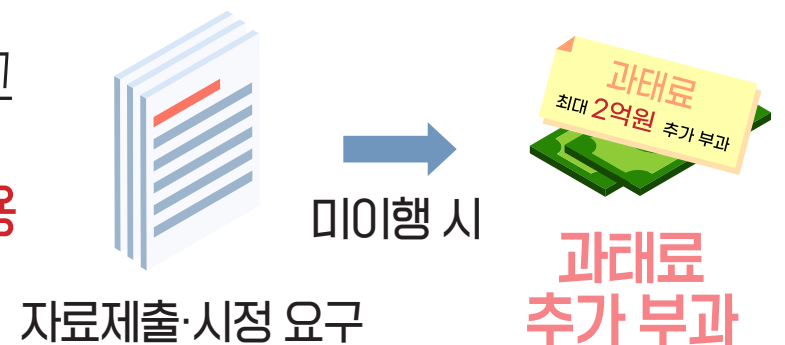 과태료
최대 2억원 추가 부과
미이행 시
자료제출·시정 요구
과태료
추가 부과